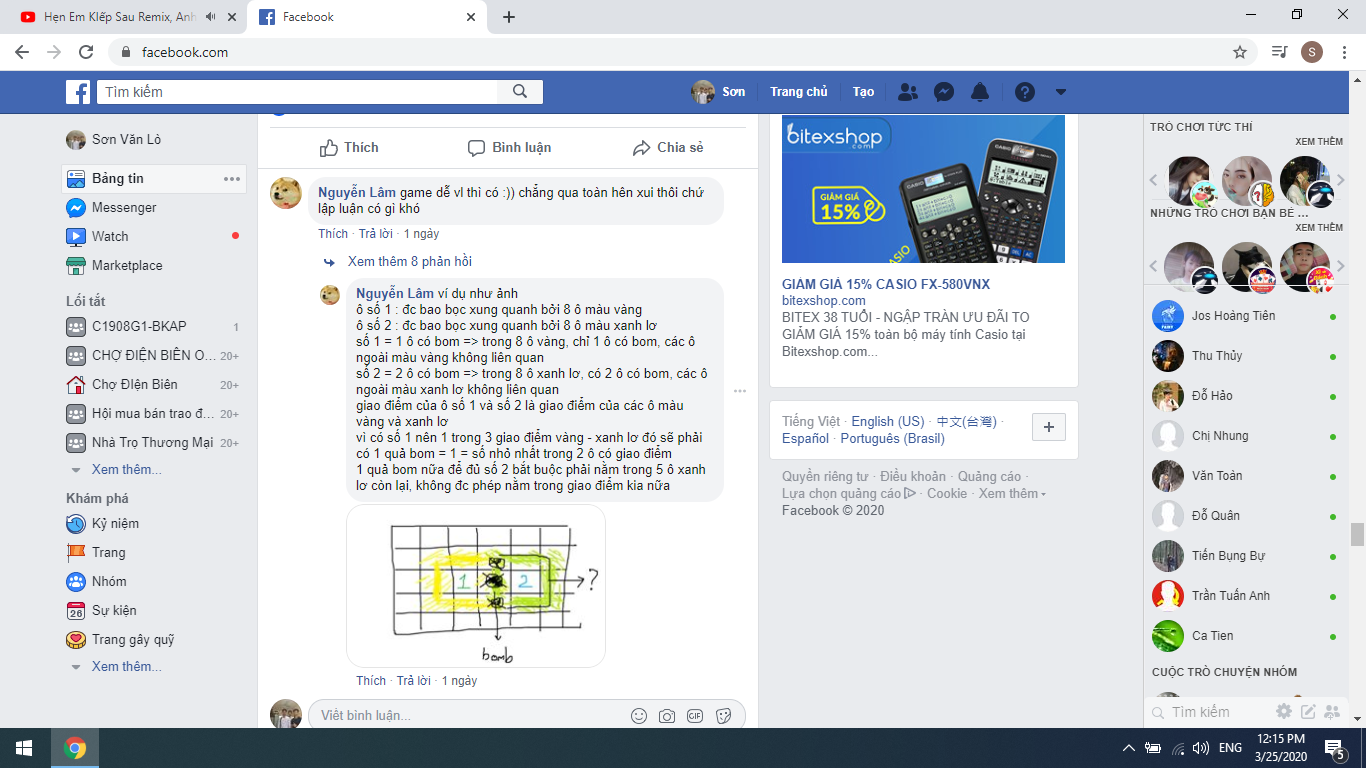 Hẹn Em Klếp Sau Remix, Anh
Facebook
facebook.com
S
Tìm kiếm
Sơn
Trang chủ
Tạo
Sơn Văn Lò
Bảng tin
Messenger
Watch
Marketplace
Lối tắt
C1908G1-BKAP 1
CHỢ ĐIỆN BIÊN O... 20+
Chợ ĐIện Biên 20+
Hội mua bán trao đ... 20+
Nhà Trọ Thương Mại 20+
Xem thêm...
Khám phá
Kỷ niệm
Trang
Nhóm
26
Sự kiện
Trang gây quỹ
Xem thêm...
Thích
Bình luận
Chia sẻ
Nguyễn Lâm game dễ vl thì có :)) chẳng qua toàn hên xui thôi chứ
lập luận có gì khó
Thích · Trả lời · 1 ngày
Xem thêm 8 phản hồi
Nguyễn Lâm ví dụ như ảnh
ô số 1 : đc bao bọc xung quanh bởi 8 ô màu vàng
ô số 2 : đc bao bọc xung quanh bởi 8 ô màu xanh lơ
số 1 = 1 ô có bom => trong 8 ô vàng, chỉ 1 ô có bom, các ô
ngoài màu vàng không liên quan
số 2 = 2 ô có bom => trong 8 ô xanh lơ, có 2 ô có bom, các ô
ngoài màu xanh lơ không liên quan
giao điểm của ô số 1 và số 2 là giao điểm của các ô màu
vàng và xanh lơ
vì có số 1 nên 1 trong 3 giao điểm vàng - xanh lơ đó sẽ phải
có 1 quả bom = 1 = số nhỏ nhất trong 2 ô có giao điểm
1 quả bom nữa để đủ số 2 bắt buộc phải nằm trong 5 ô xanh
lơ còn lại, không đc phép nằm trong giao điểm kia nữa
1 2 ?
bomb
Thích · Trả lời · 1 ngày
Viết bình luận...
GIF
bitexshop
.com
GIẢM GIÁ
15%
CASIO
GIẢM GIÁ 15% CASIO FX-580VNX
bitexshop.com
BITEX 38 TUỔI - NGẬP TRÀN ƯU ĐÃI TO
GIẢM GIÁ 15% toàn bộ máy tính Casio tại
Bitexshop.com...
Tiếng Việt · English (US) · 中文(台灣) ·
Español · Português (Brasil)
Quyền riêng tư · Điều khoản · Quảng cáo ·
Lựa chọn quảng cáo · Cookie · Xem thêm
Facebook © 2020
TRÒ CHƠI TỨC THÌ
XEM THÊM
NHỮNG TRÒ CHƠI BẠN BÈ ...
XEM THÊM
Jos Hoàng Tiên
Thu Thủy
Đỗ Hảo
Chị Nhung
Văn Toàn
Đỗ Quân
Tiến Bụng Bự
Trần Tuấn Anh
Ca Tien
CUỘC TRÒ CHUYỆN NHÓM
Tìm kiếm
ENG
12:15 PM
3/25/2020
5